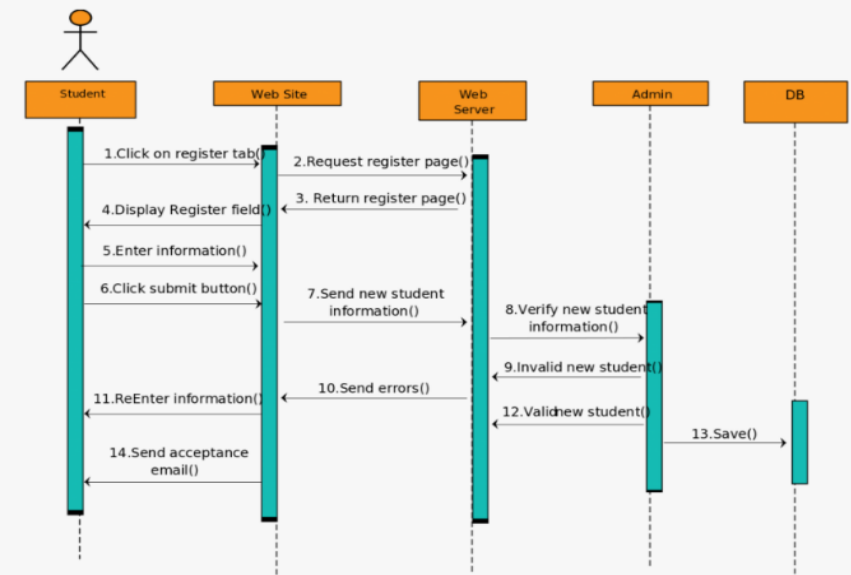 Student
Web Site
Web
Server
Admin
DB
1.Click on register tab()
2.Request register page()
3. Return register page()
4.Display Register field()
5.Enter information()
6.Click submit button()
7.Send new student
information()
8.Verify new student
information()
9.Invalid new student()
10.Send errors()
11.ReEnter information()
12.Validnew student()
13.Save()
14.Send acceptance
email()